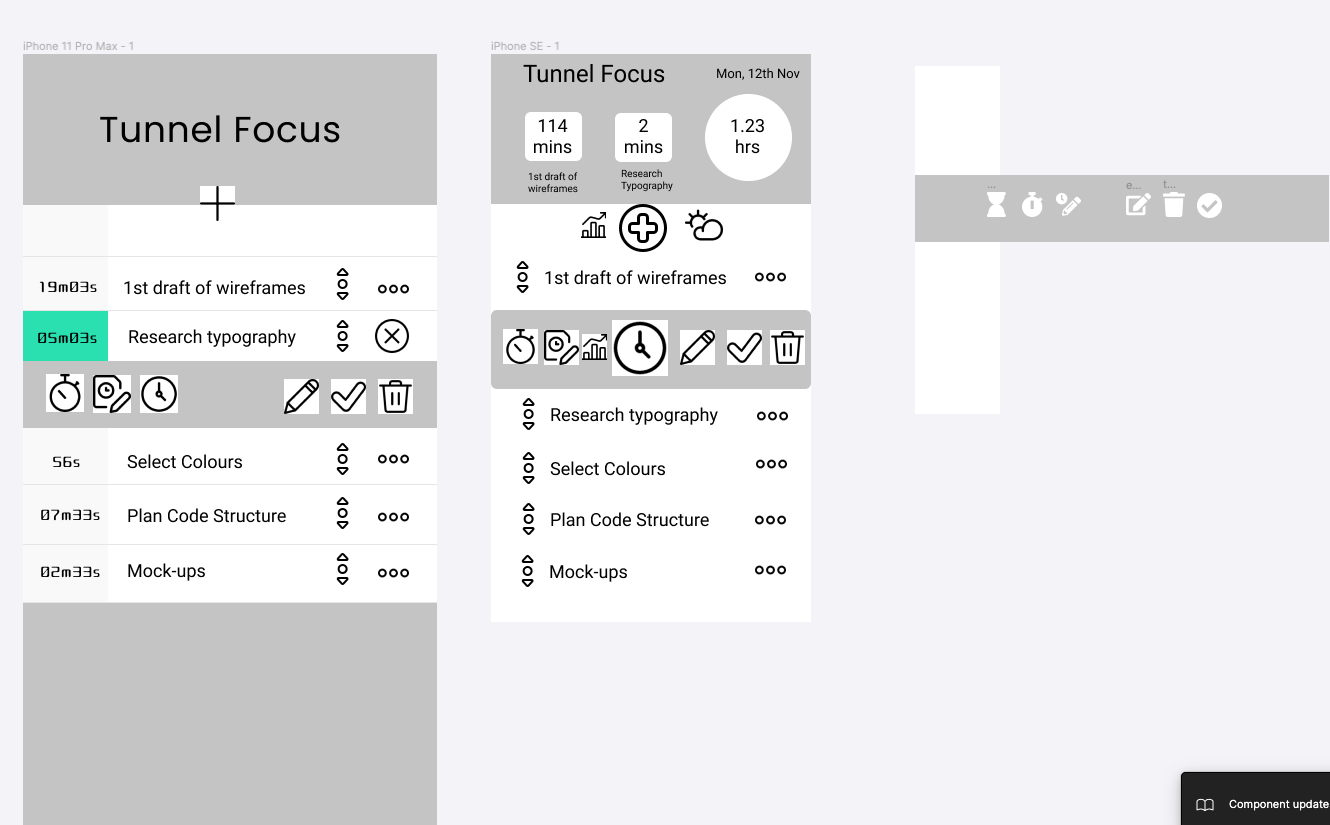 iPhone 11 Pro Max - 1
Tunnel Focus
19m03s
1st draft of wireframes
05m03s
Research typography
56s
Select Colours
07m33s
Plan Code Structure
02m33s
Mock-ups
iPhone SE - 1
Tunnel Focus
Mon, 12th Nov
114
mins
2
mins
1.23
hrs
1st draft of
wireframes
Research
Typography
1st draft of wireframes
Research typography
Select Colours
Plan Code Structure
Mock-ups
...
e...
t...
Component update